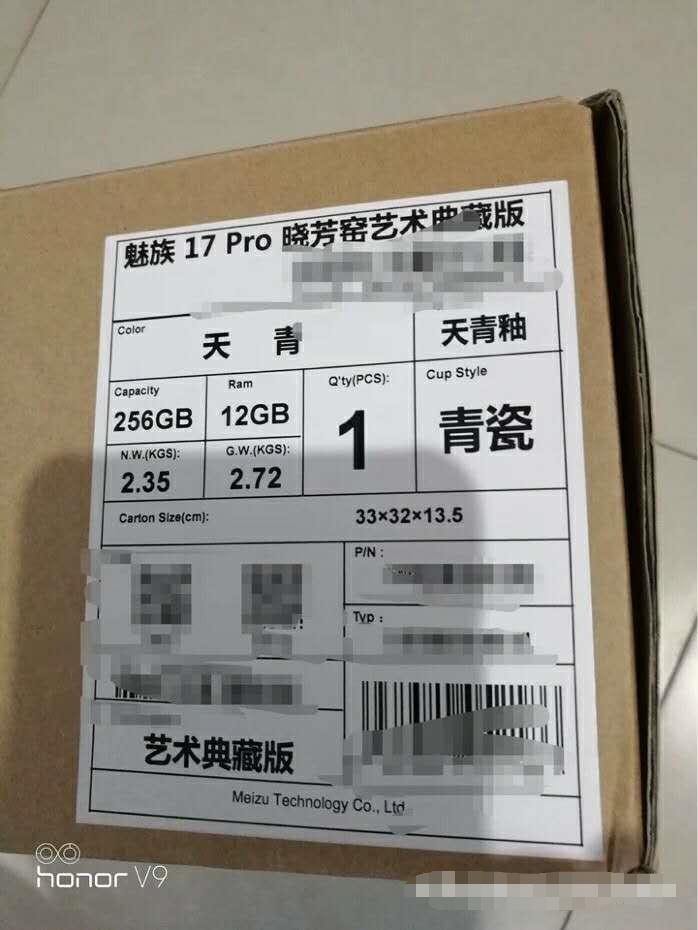 魅族 17 Pro 晓芳窑艺术典藏版
Color
天 青
天青釉
Capacity
256GB
Ram
12GB
Q'ty(PCS):
1
Cup Style
青瓷
N.W.(KGS):
2.35
G.W.(KGS):
2.72
Carton Size(cm):
33×32×13.5
P/N :
Typ :
艺术典藏版
Meizu Technology Co., Ltd
honor V9